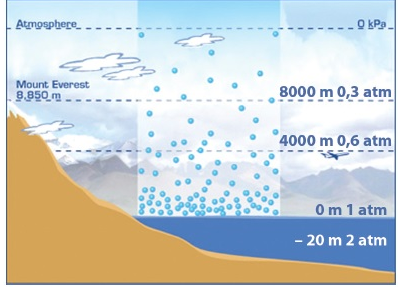 Atmosphere 0 kPa
Mount Everest
8,850 m
8000 m 0,3 atm
4000 m 0,6 atm
0 m 1 atm
– 20 m 2 atm